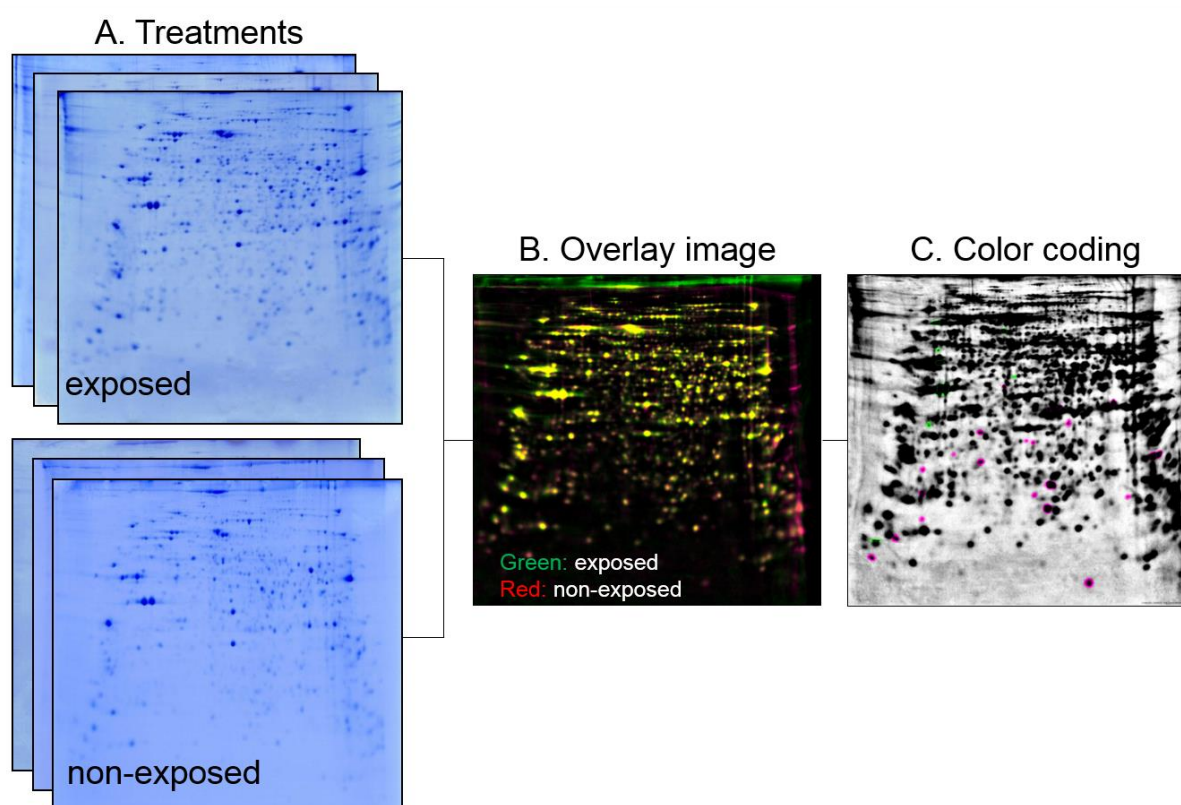 A. Treatments
exposed
non-exposed
B. Overlay image
Green: exposed
Red: non-exposed
C. Color coding